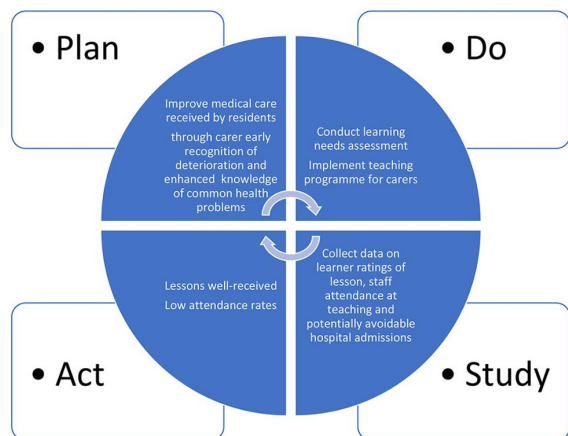 • Plan
• Do
Improve medical care
received by residents
through carer early
recognition of
deterioration and
enhanced knowledge
of common health
problems
Conduct learning
needs assessment
Implement teaching
programme for carers
Lessons well-received
Low attendance rates
Collect data on
learner ratings of
lesson, staff
attendance at
teaching and
potentially avoidable
hospital admissions
• Act
• Study